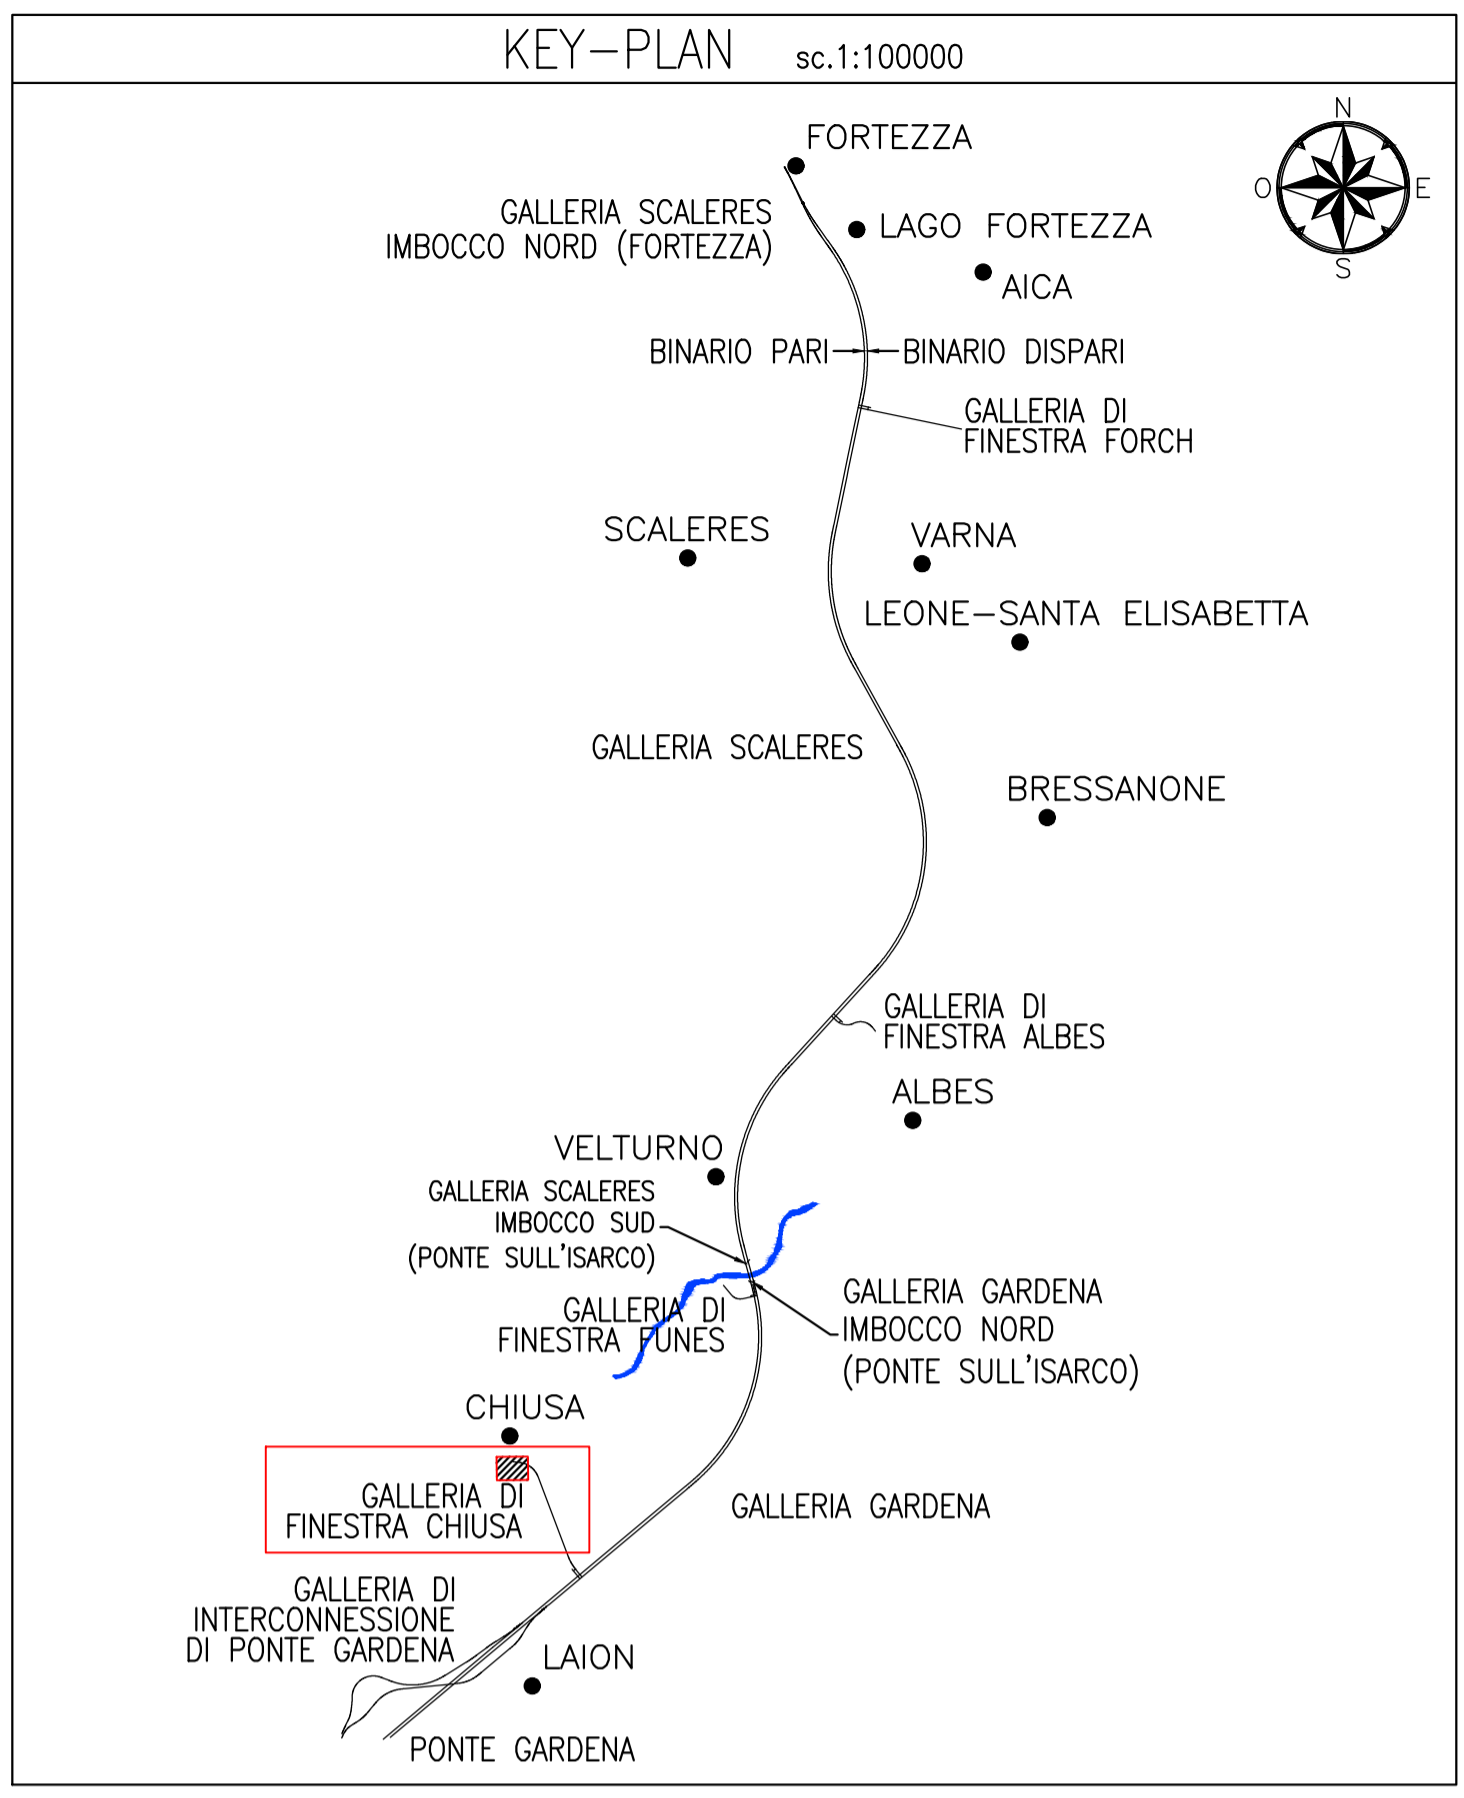 KEY-PLAN sc.1:100000
N
O
E
S
FORTEZZA
GALLERIA SCALERES
IMBOCCO NORD (FORTEZZA)
LAGO FORTEZZA
AICA
BINARIO PARI
BINARIO DISPARI
GALLERIA DI
FINESTRA FORCH
SCALERES
VARNA
LEONE-SANTA ELISABETTA
GALLERIA SCALERES
BRESSANONE
GALLERIA DI
FINESTRA ALBES
ALBES
VELTURNO
GALLERIA SCALERES
IMBOCCO SUD
(PONTE SULL'ISARCO)
GALLERIA DI
FINESTRA FUNES
GALLERIA GARDENA
IMBOCCO NORD
(PONTE SULL'ISARCO)
CHIUSA
GALLERIA DI
FINESTRA CHIUSA
GALLERIA GARDENA
GALLERIA DI
INTERCONNESSIONE
DI PONTE GARDENA
LAION
PONTE GARDENA